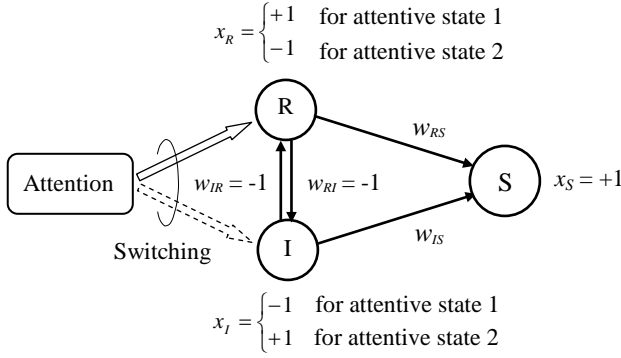 x_R = { +1 for attentive state 1
−1 for attentive state 2
R
w_RS
Attention
w_IR = -1
w_RI = -1
S
x_S = +1
Switching
I
w_IS
x_I = { −1 for attentive state 1
+1 for attentive state 2